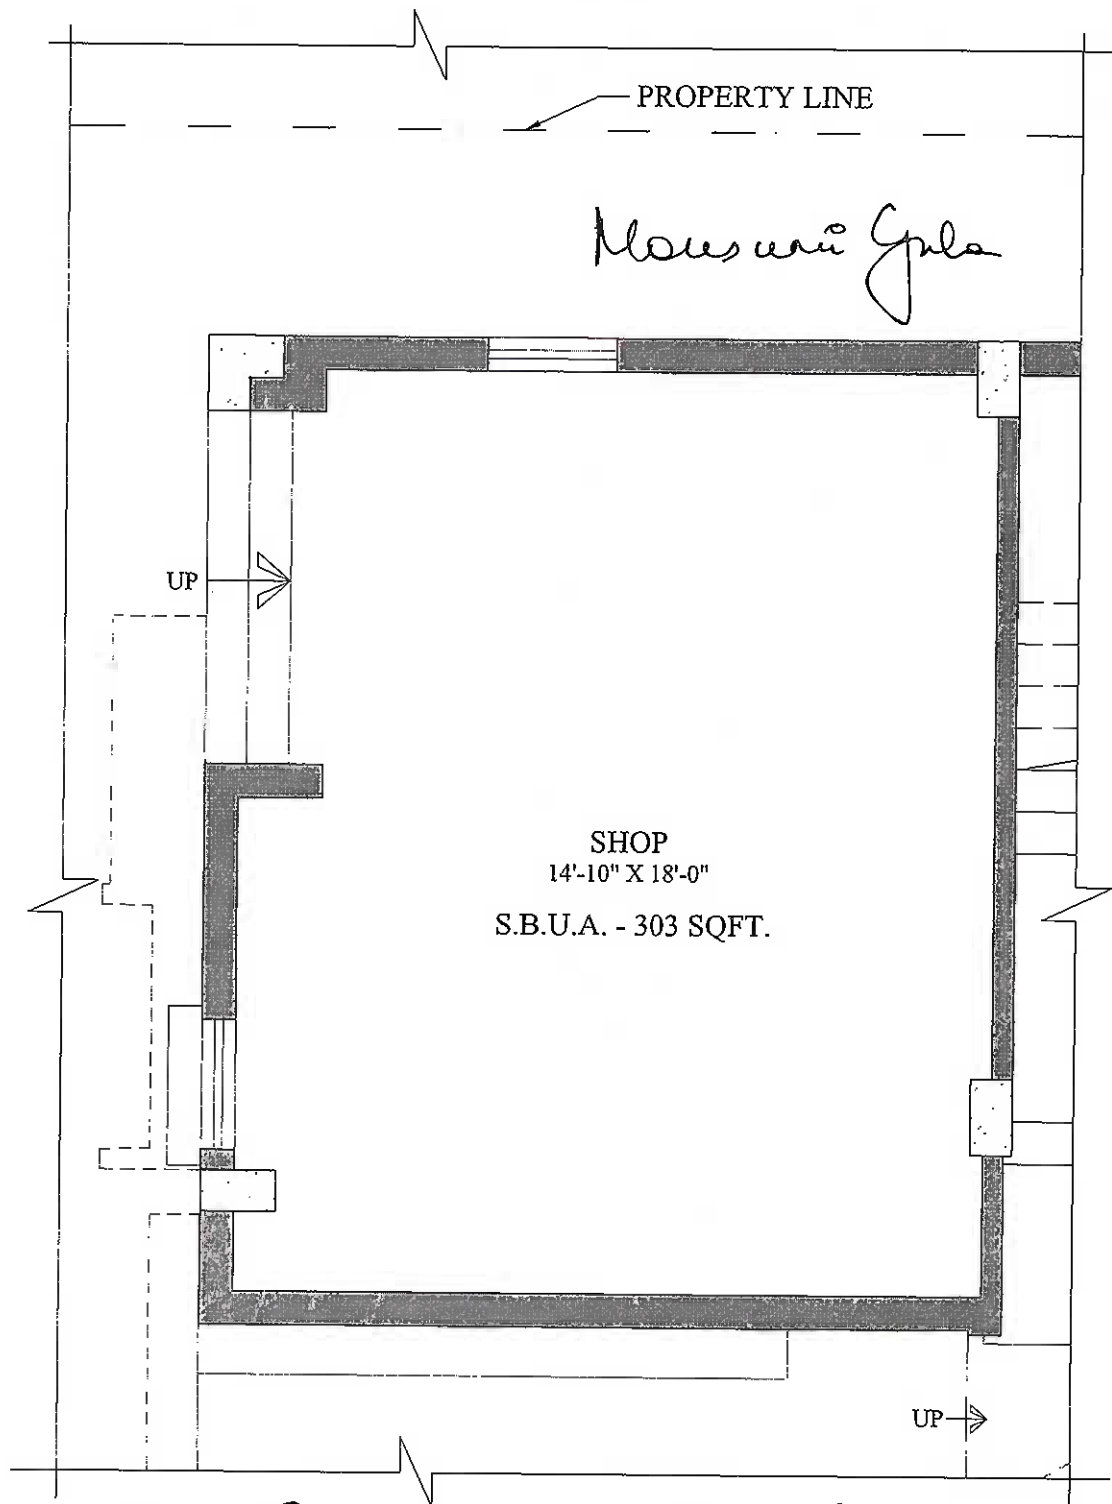 PROPERTY LINE
UP
SHOP
14'-10" X 18'-0"
S.B.U.A. - 303 SQFT.
UP